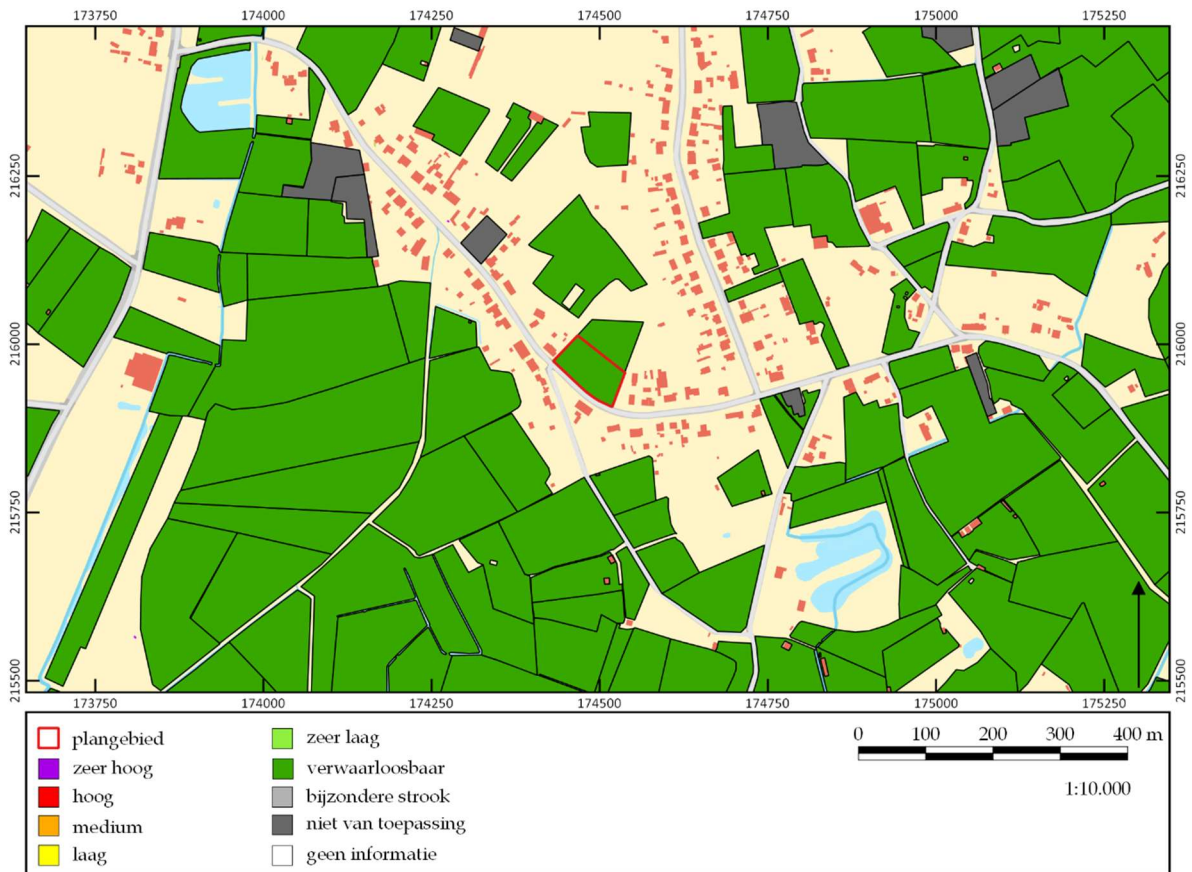 173750 174000 174250 174500 174750 175000 175250
216250 216250
216000 216000
215750 215750
215500 215500
173750 174000 174250 174500 174750 175000 175250
plangebied
zeer hoog
hoog
medium
laag
zeer laag
verwaarloosbaar
bijzondere strook
niet van toepassing
geen informatie
0 100 200 300 400 m
1:10.000